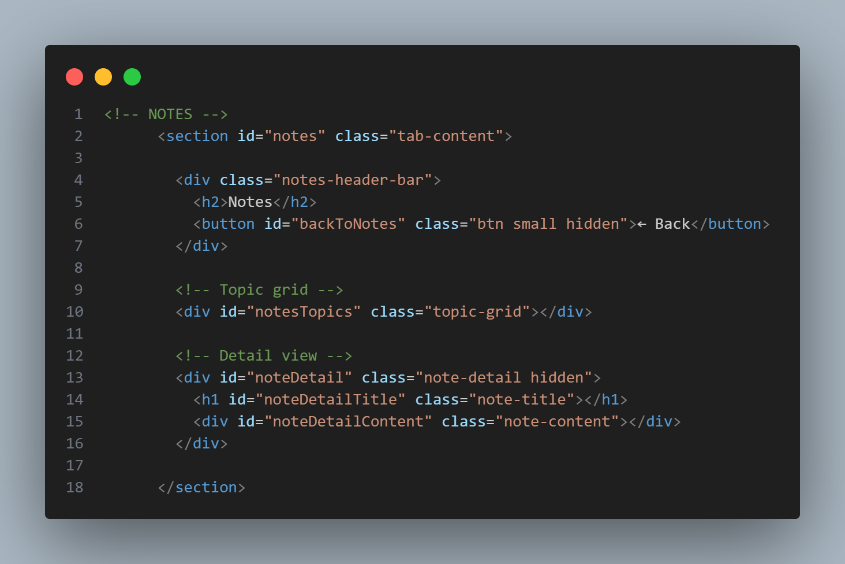 1 <!-- NOTES -->
2       <section id="notes" class="tab-content">
3
4         <div class="notes-header-bar">
5           <h2>Notes</h2>
6           <button id="backToNotes" class="btn small hidden">← Back</button>
7         </div>
8
9         <!-- Topic grid -->
10         <div id="notesTopics" class="topic-grid"></div>
11
12         <!-- Detail view -->
13         <div id="noteDetail" class="note-detail hidden">
14           <h1 id="noteDetailTitle" class="note-title"></h1>
15           <div id="noteDetailContent" class="note-content"></div>
16         </div>
17
18       </section>